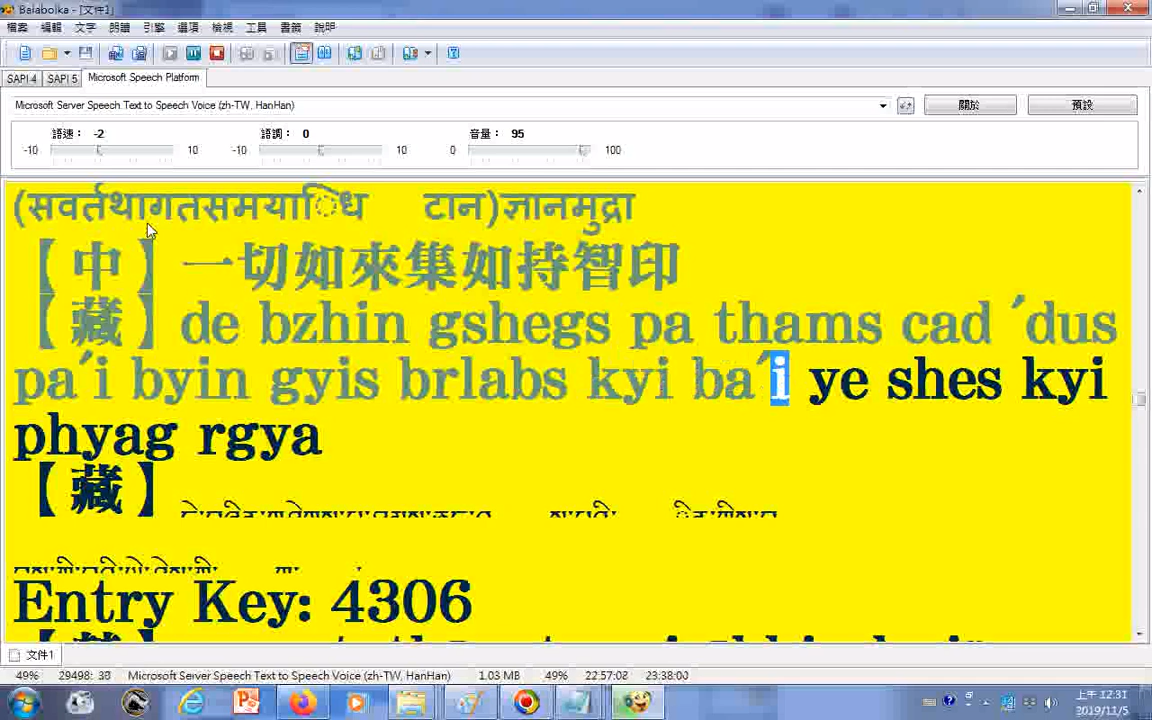 Balabolka - [文件1]
檔案 編輯 文字 朗讀 引擎 選項 檢視 工具 書籤 說明
SAPI 4 SAPI 5 Microsoft Speech Platform
Microsoft Server Speech Text to Speech Voice (zh-TW, HanHan) 關於 預設
語速： -2 語調： 0 音量： 95
-10 10 -10 10 0 100
【中】一切如來集如持智印
【藏】de bzhin gshegs pa thams cad ´dus
pa´i byin gyis brlabs kyi ba´i ye shes kyi
phyag rgya
【藏】
Entry Key: 4306
文件1
49% 29498: 38 Microsoft Server Speech Text to Speech Voice (zh-TW, HanHan) 1.03 MB 49% 22:57:08 23:38:00
上午 12:31
2019/11/5